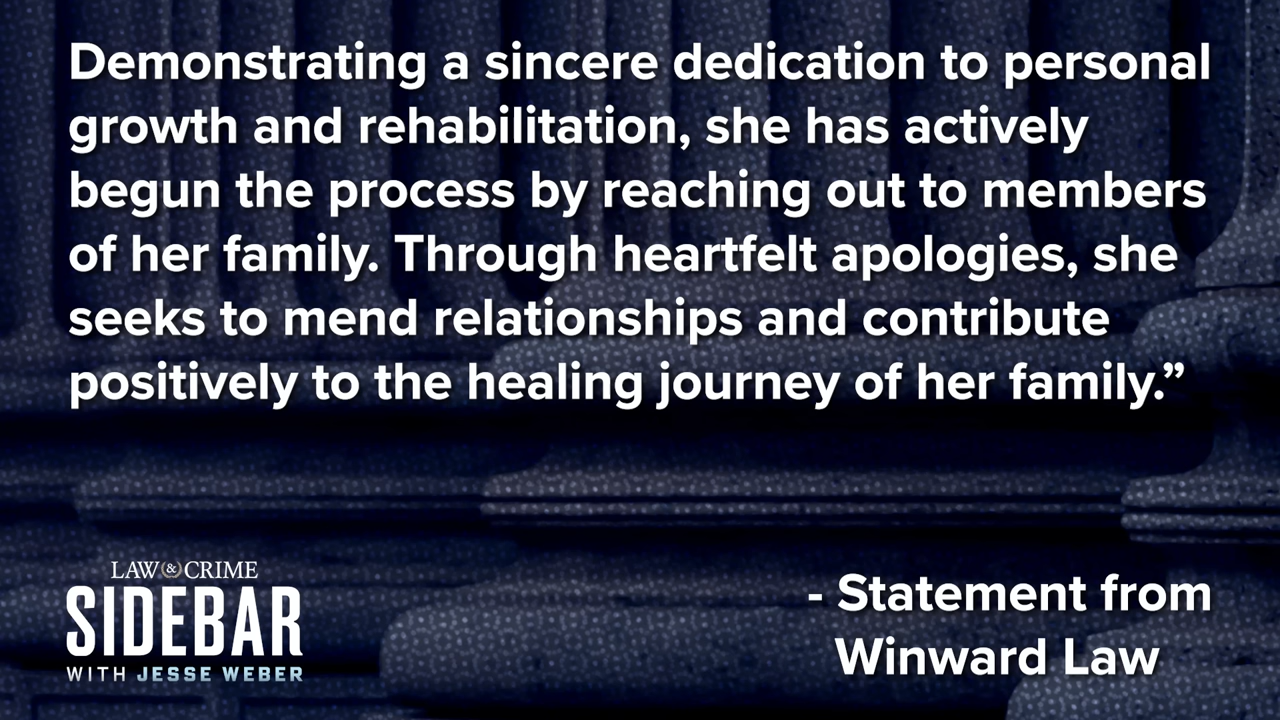 Demonstrating a sincere dedication to personal
growth and rehabilitation, she has actively
begun the process by reaching out to members
of her family. Through heartfelt apologies, she
seeks to mend relationships and contribute
positively to the healing journey of her family.”
LAW & CRIME
SIDEBAR
WITH JESSE WEBER
- Statement from
Winward Law